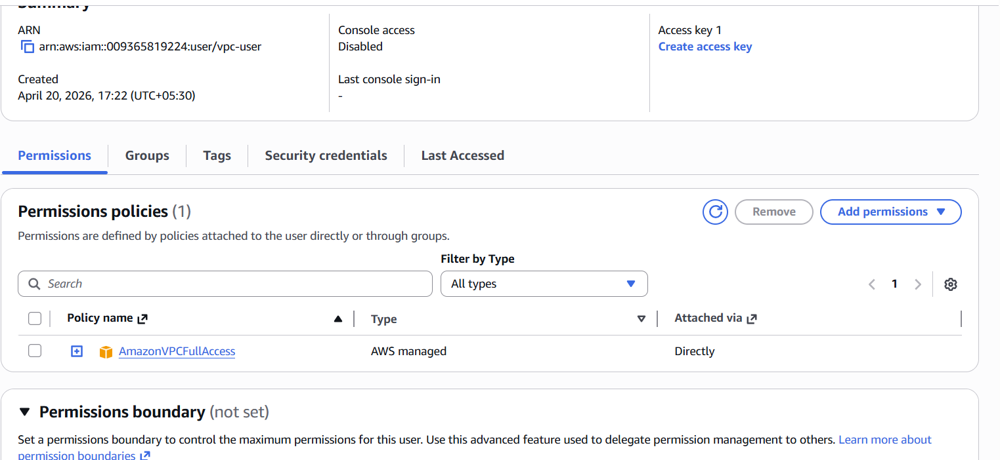 Summary
ARN
arn:aws:iam::009365819224:user/vpc-user
Created
April 20, 2026, 17:22 (UTC+05:30)
Console access
Disabled
Last console sign-in
-
Access key 1
Create access key
Permissions
Groups
Tags
Security credentials
Last Accessed
Permissions policies (1)
Remove
Add permissions
Permissions are defined by policies attached to the user directly or through groups.
Filter by Type
Search
All types
1
Policy name
Type
Attached via
AmazonVPCFullAccess
AWS managed
Directly
Permissions boundary (not set)
Set a permissions boundary to control the maximum permissions for this user. Use this advanced feature used to delegate permission management to others. Learn more about
permission boundaries